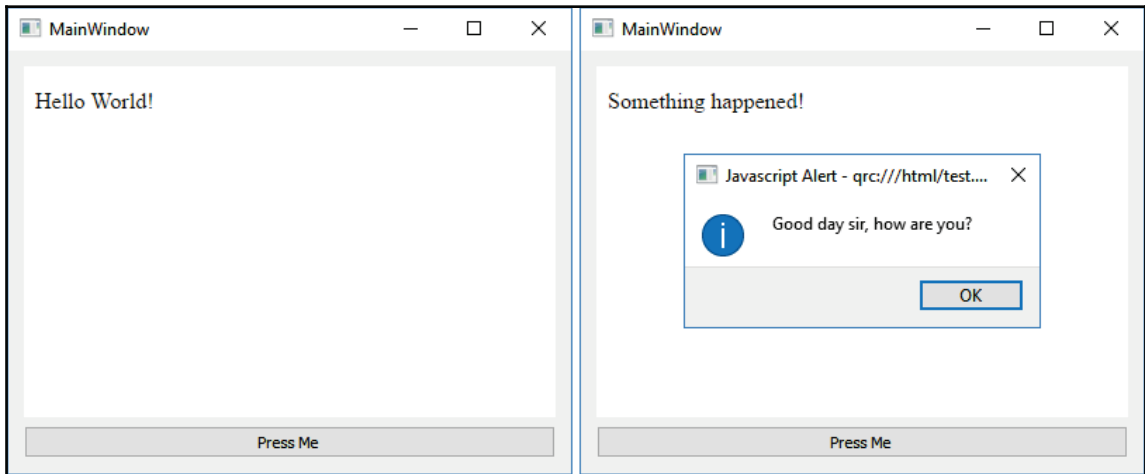 MainWindow
Hello World!
Press Me
MainWindow
Something happened!
Javascript Alert - qrc:///html/test....
Good day sir, how are you?
OK
Press Me